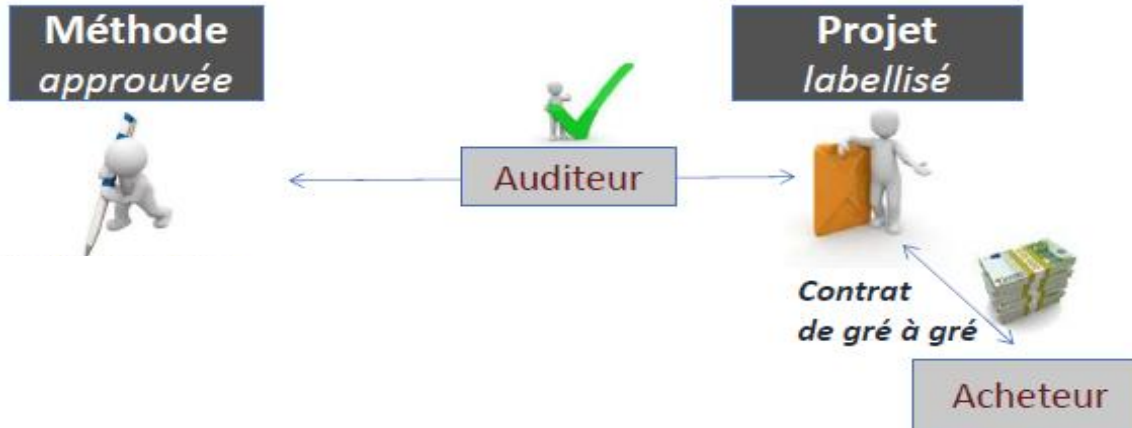 Méthode
approuvée
Projet
labellisé
Auditeur
Contrat
de gré à gré
Acheteur